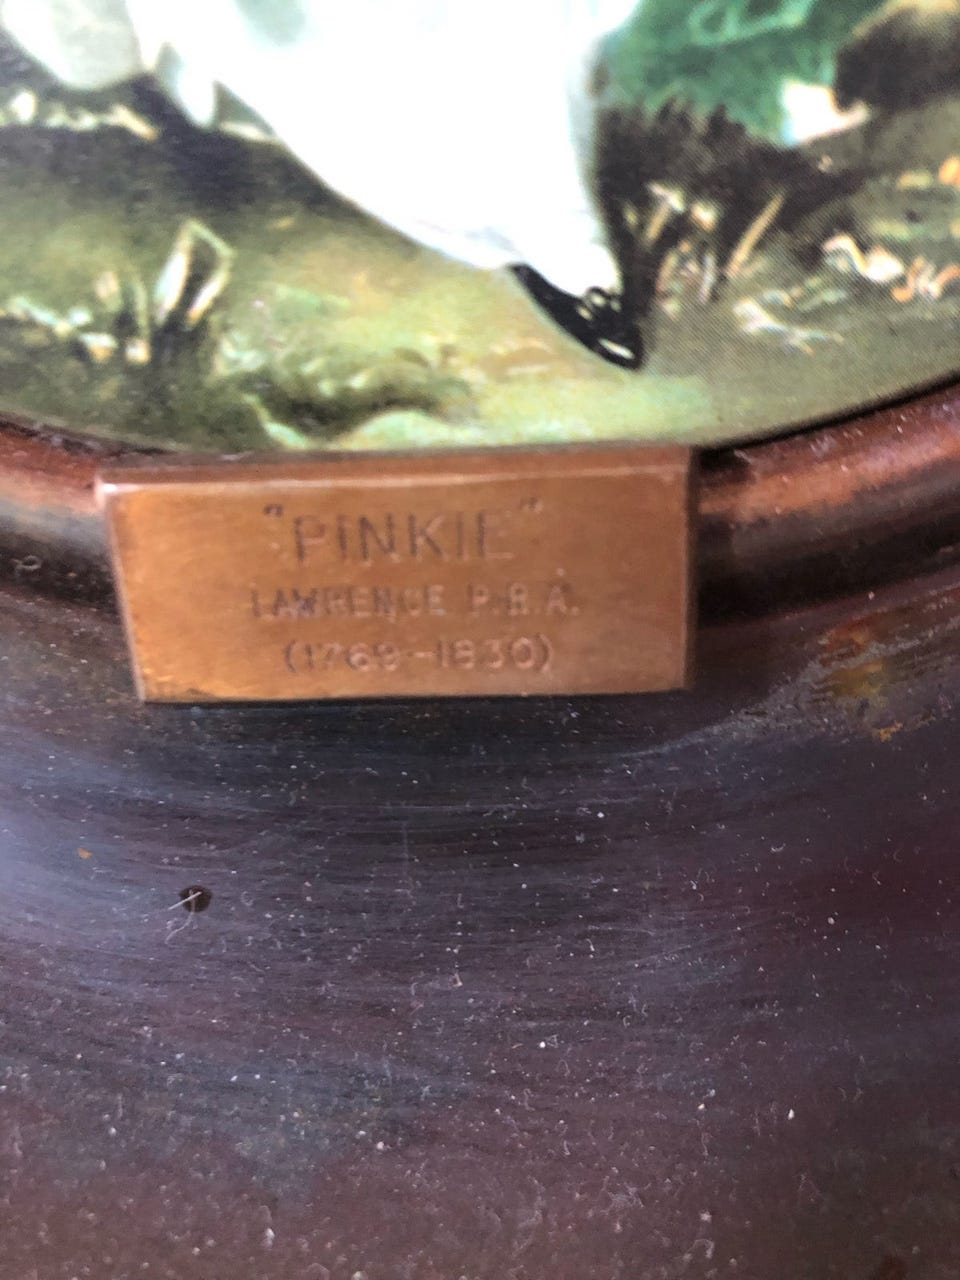 "PINKIE"
LAWRENCE P.R.A.
(1769-1830)